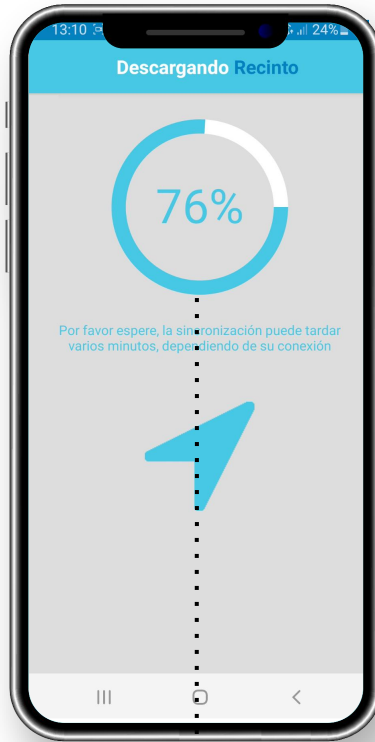 13:10
24%
Descargando Recinto
76%
Por favor espere, la sincronización puede tardar
varios minutos, dependiendo de su conexión